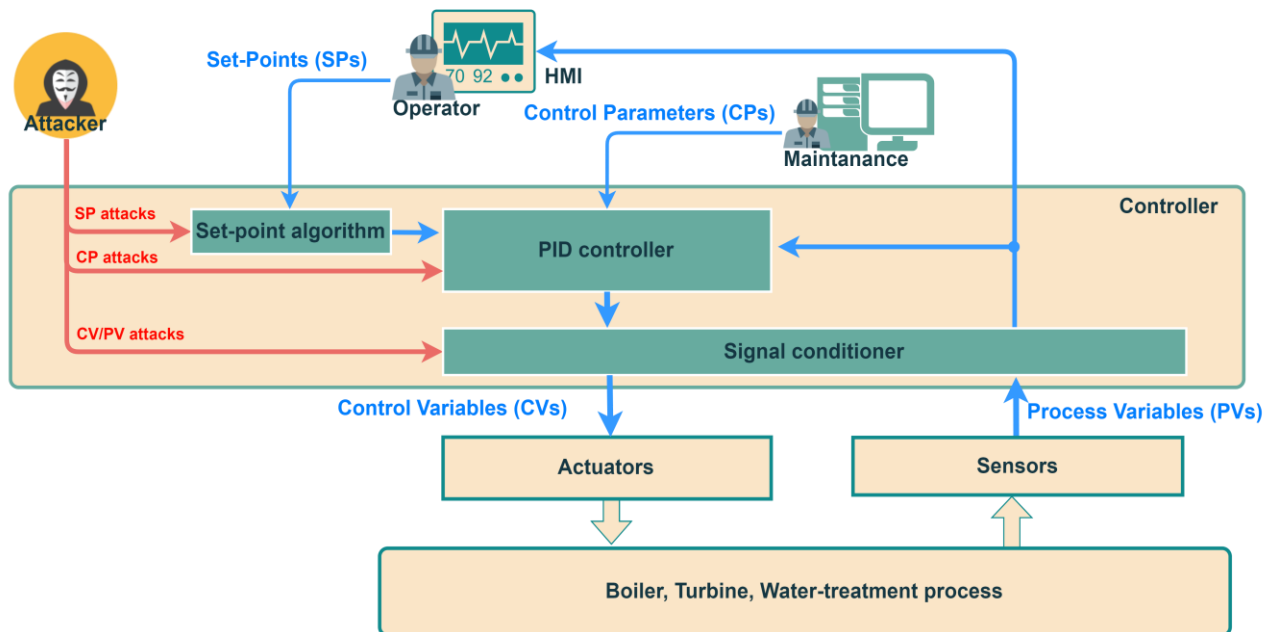 Set-Points (SPs)
70 92
HMI
Operator
Attacker
Control Parameters (CPs)
Maintanance
Controller
SP attacks
Set-point algorithm
CP attacks
PID controller
CV/PV attacks
Signal conditioner
Control Variables (CVs)
Process Variables (PVs)
Actuators
Sensors
Boiler, Turbine, Water-treatment process